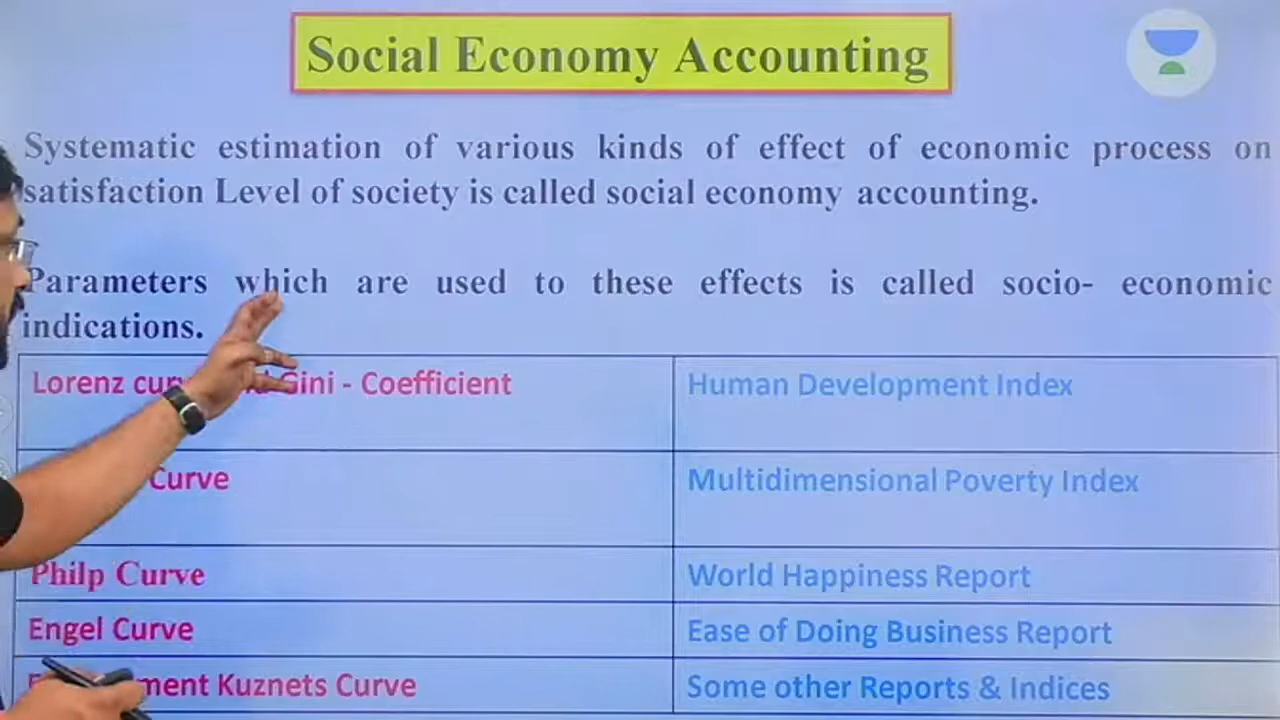 Social Economy Accounting
Systematic estimation of various kinds of effect of economic process on
satisfaction Level of society is called social economy accounting.
Parameters which are used to these effects is called socio- economic
indications.
Lorenz Gini - Coefficient
Human Development Index
Curve
Multidimensional Poverty Index
Philp Curve
World Happiness Report
Engel Curve
Ease of Doing Business Report
Kuznets Curve
Some other Reports & Indices